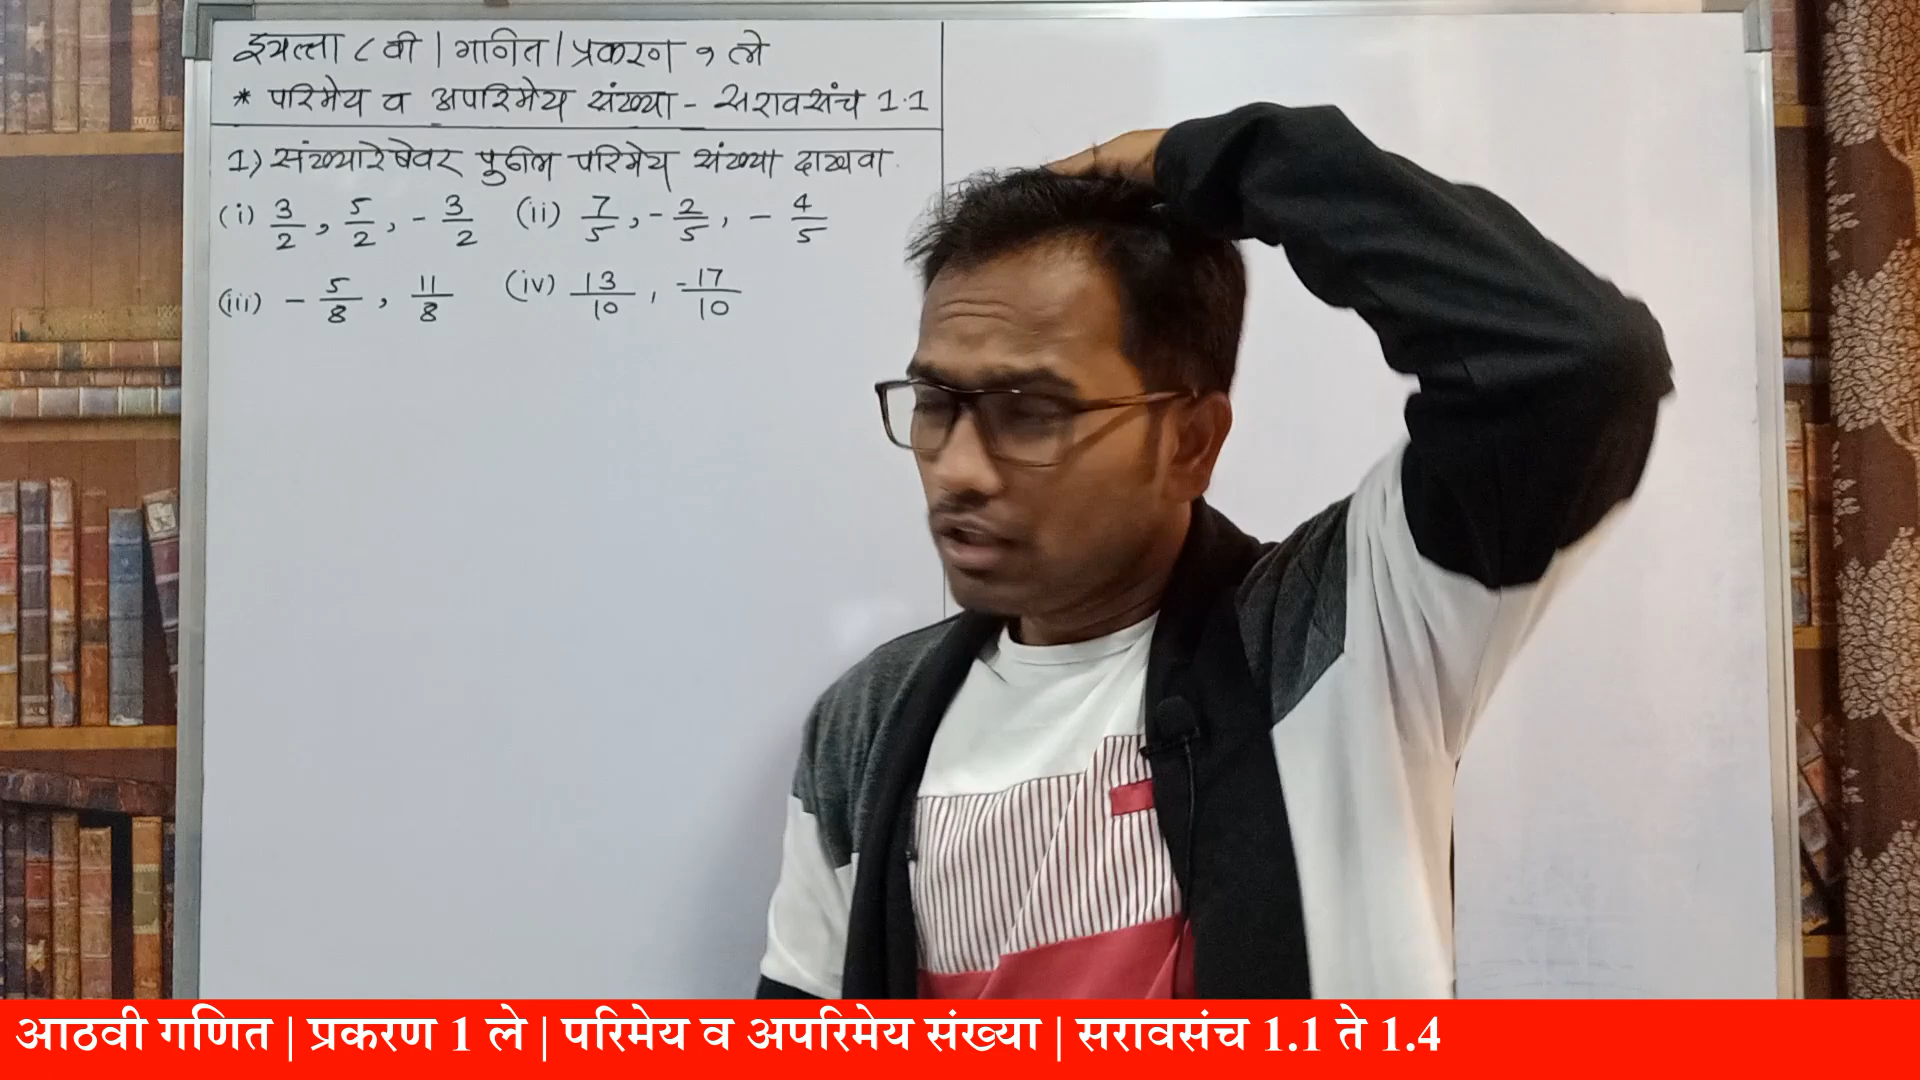 इयत्ता ८ वी | गणित | प्रकरण १ ले
* परिमेय व अपरिमेय संख्या - सरावसंच 1.1
1) संख्यारेषेवर पुढील परिमेय संख्या दाखवा.
(i) 3/2, 5/2, - 3/2 (ii) 7/5, - 2/5, - 4/5
(iii) - 5/8, 11/8 (iv) 13/10, -17/10
आठवी गणित | प्रकरण 1 ले | परिमेय व अपरिमेय संख्या | सरावसंच 1.1 ते 1.4